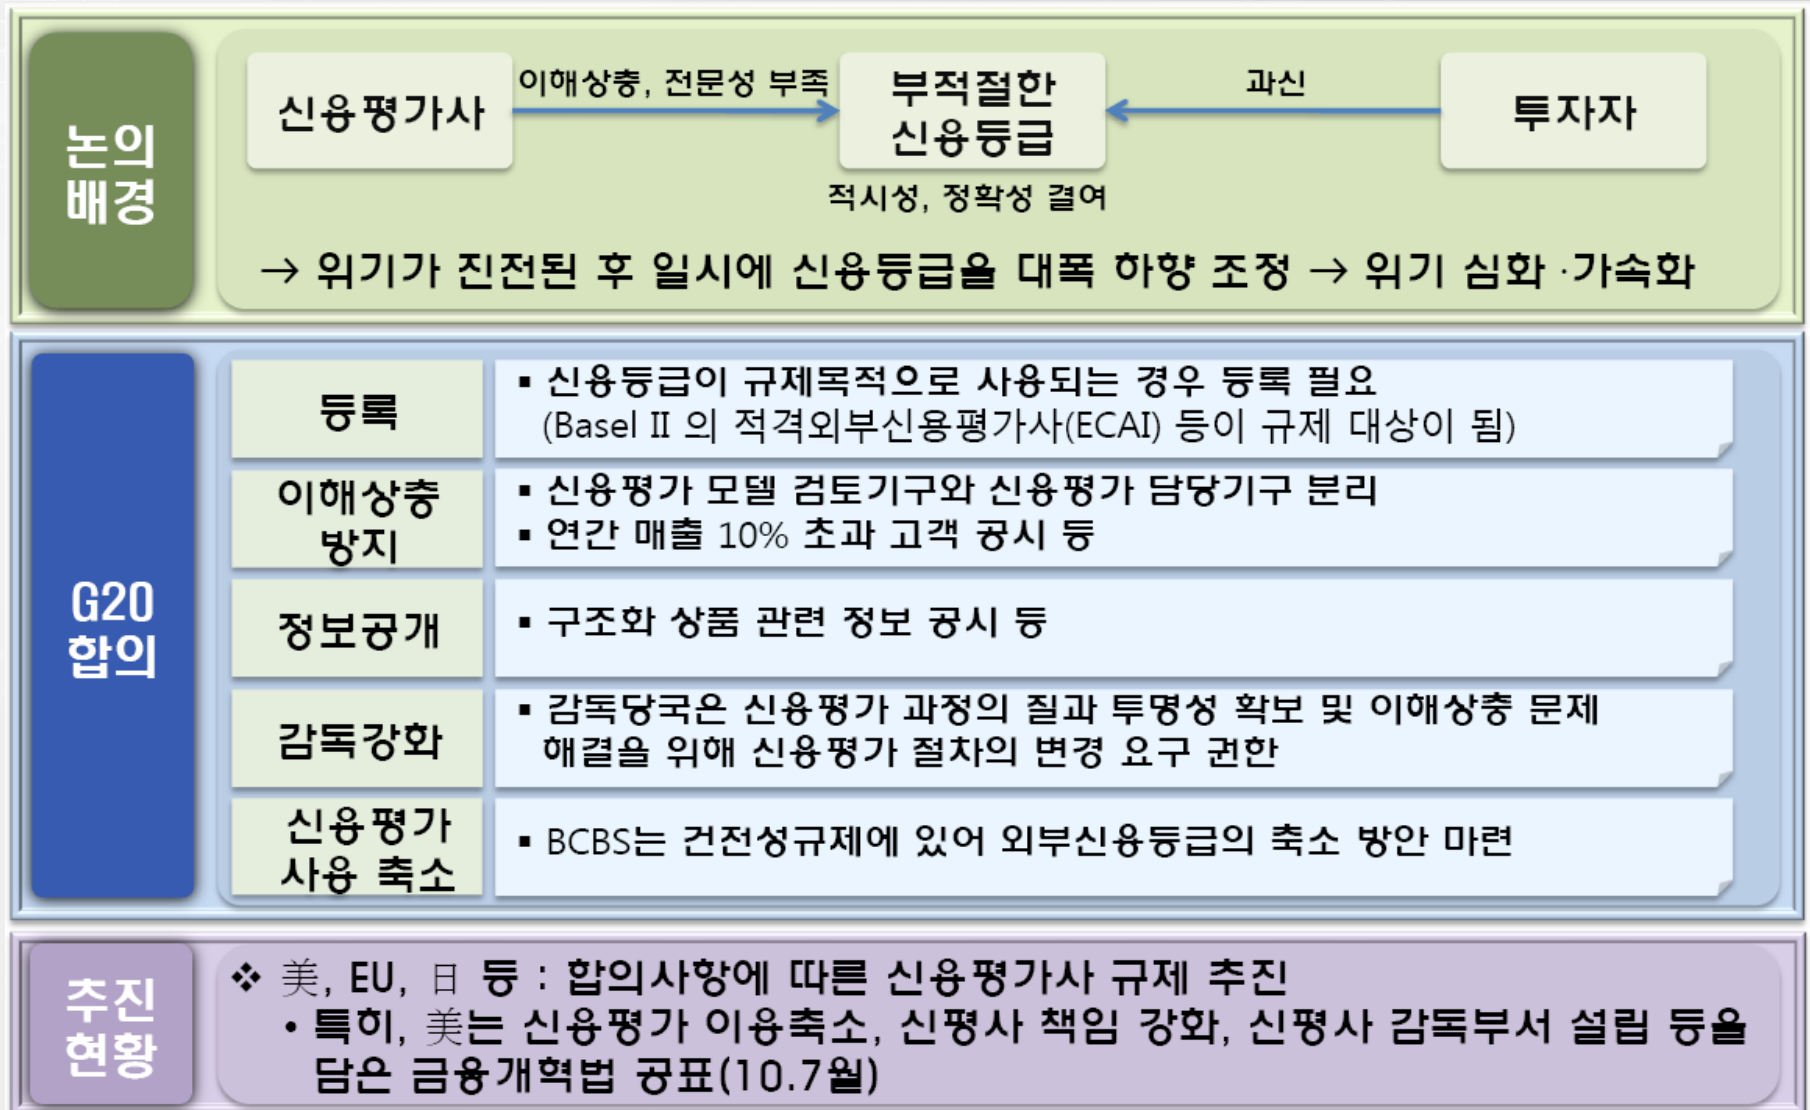 논의
배경
신용평가사
이해상충, 전문성 부족
부적절한
신용등급
과신
투자자
적시성, 정확성 결여
→ 위기가 진전된 후 일시에 신용등급을 대폭 하향 조정 → 위기 심화 ·가속화
G20
합의
등록
▪ 신용등급이 규제목적으로 사용되는 경우 등록 필요
(Basel II 의 적격외부신용평가사(ECAI) 등이 규제 대상이 됨)
이해상충
방지
▪ 신용평가 모델 검토기구와 신용평가 담당기구 분리
▪ 연간 매출 10% 초과 고객 공시 등
정보공개
▪ 구조화 상품 관련 정보 공시 등
감독강화
▪ 감독당국은 신용평가 과정의 질과 투명성 확보 및 이해상충 문제
해결을 위해 신용평가 절차의 변경 요구 권한
신용평가
사용 축소
▪ BCBS는 건전성규제에 있어 외부신용등급의 축소 방안 마련
추진
현황
❖ 美, EU, 日 등 : 합의사항에 따른 신용평가사 규제 추진
• 특히, 美는 신용평가 이용축소, 신평사 책임 강화, 신평사 감독부서 설립 등을
담은 금융개혁법 공표(10.7월)